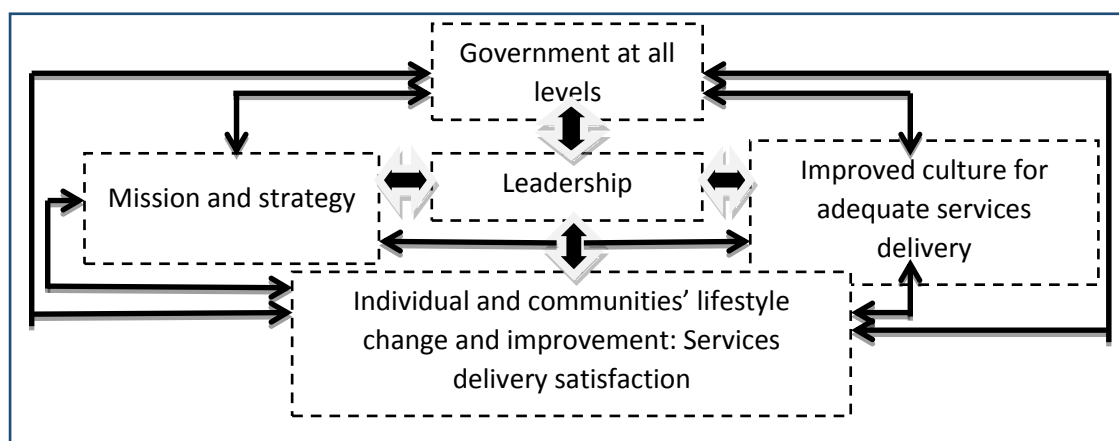 Government at all
levels
Mission and strategy
Leadership
Improved culture for
adequate services
delivery
Individual and communities’ lifestyle
change and improvement: Services
delivery satisfaction